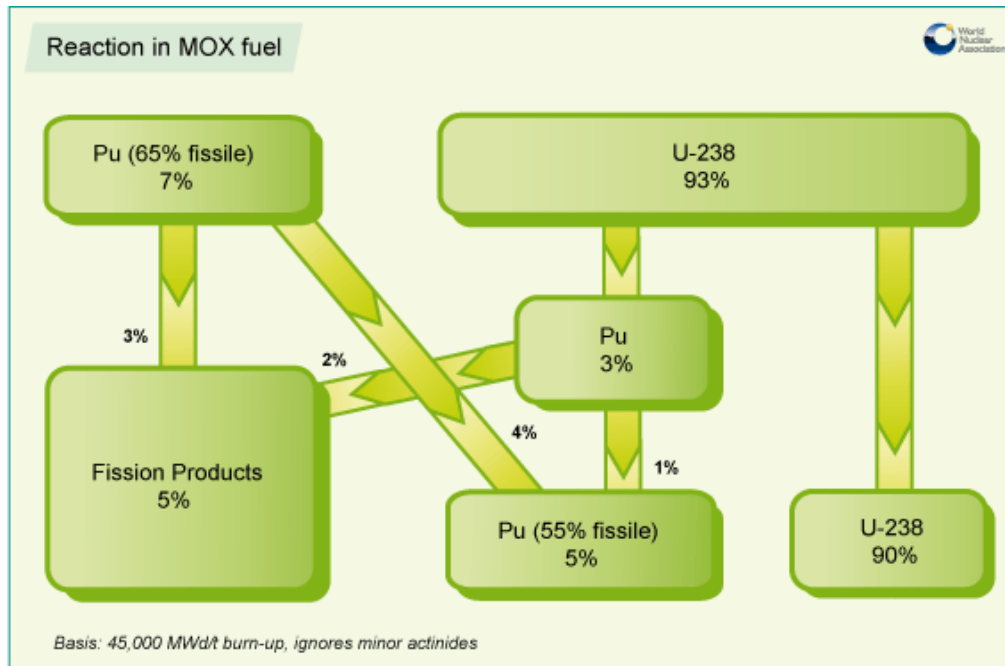 Reaction in MOX fuel
World
Nuclear
Association
Pu (65% fissile)
7%
U-238
93%
3%
2%
Pu
3%
4%
1%
Fission Products
5%
Pu (55% fissile)
5%
U-238
90%
Basis: 45,000 MWd/t burn-up, ignores minor actinides